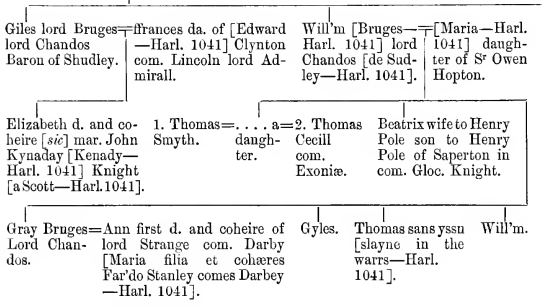 Giles lord Bruges=
lord Chandos
Baron of Shudley.
ffrances da. of [Edward
—Harl. 1041] Clynton
com. Lincoln lord Ad-
mirall.
Will'm [Bruges—
Harl. 1041] lord
Chandos [de Sud-
ley—Harl. 1041].
=[Maria—Harl.
1041] daugh-
ter of Sr Owen
Hopton.
Elizabeth d. and co-
heire [sic] mar. John
Kynaday [Kenady—
Harl. 1041] Knight
[a Scott—Harl. 1041].
1. Thomas=
Smyth.
. . . . a=
daugh-
ter.
2. Thomas
Cecill
com.
Exoniæ.
Beatrix wife to Henry
Pole son to Henry
Pole of Saperton in
com. Gloc. Knight.
Gray Bruges=
Lord Chan-
dos.
Ann first d. and coheire of
lord Strange com. Darby
[Maria filia et cohæres
Far'do Stanley comes Darbey
—Harl. 1041].
Gyles.
Thomas sans yssu
[slayne in the
warrs—Harl.
1041].
Will'm.